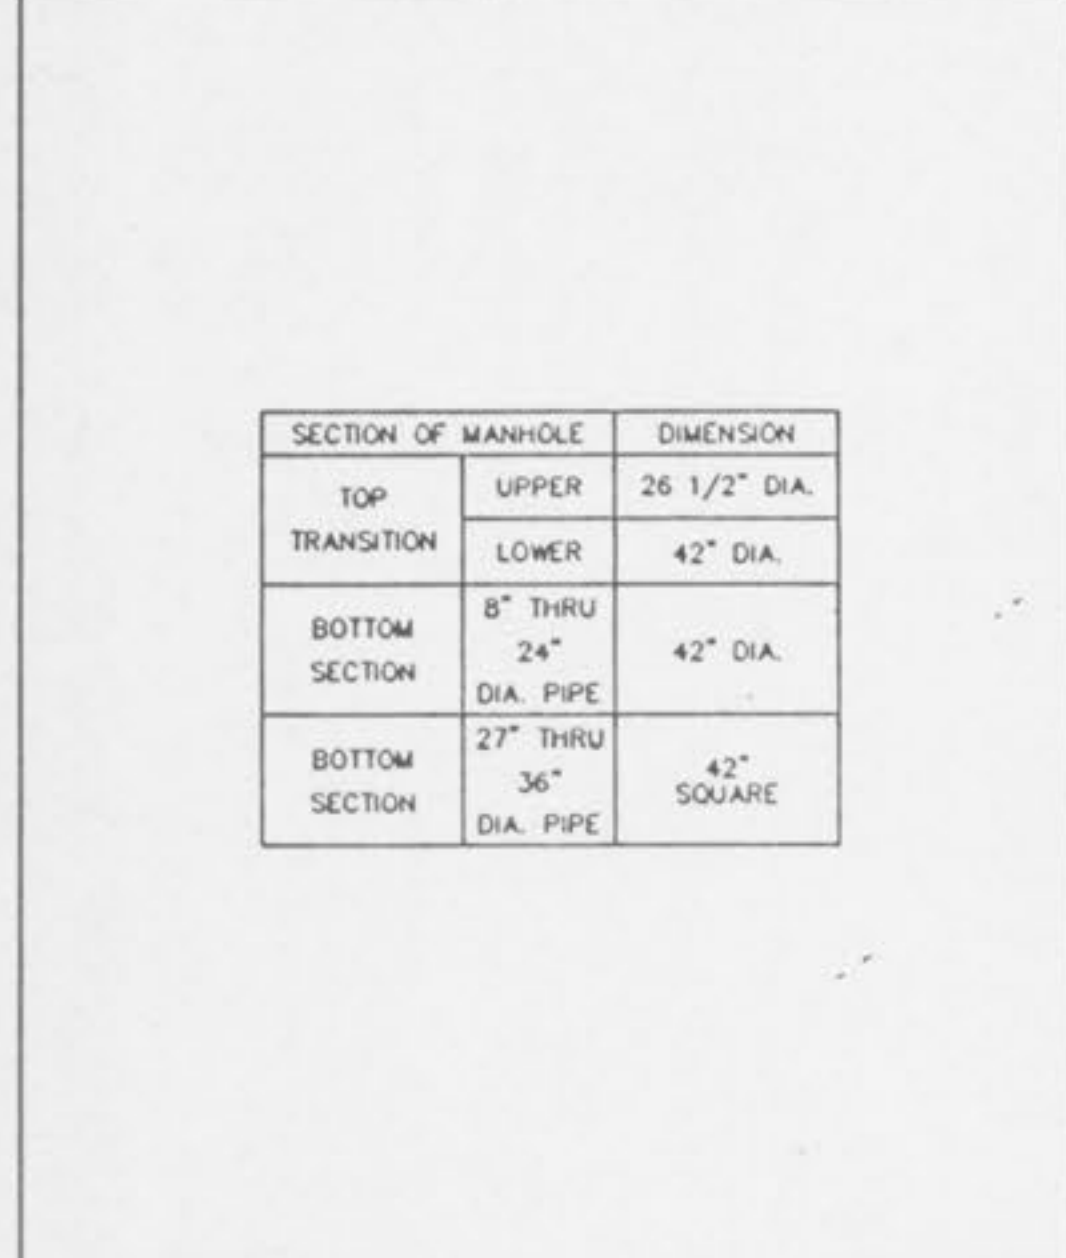 SECTION OF MANHOLE DIMENSION
TOP
TRANSITION
UPPER
26 1/2" DIA.
LOWER
42" DIA.
BOTTOM
SECTION
8" THRU
24"
DIA. PIPE
42" DIA.
BOTTOM
SECTION
27" THRU
36"
DIA. PIPE
42"
SQUARE